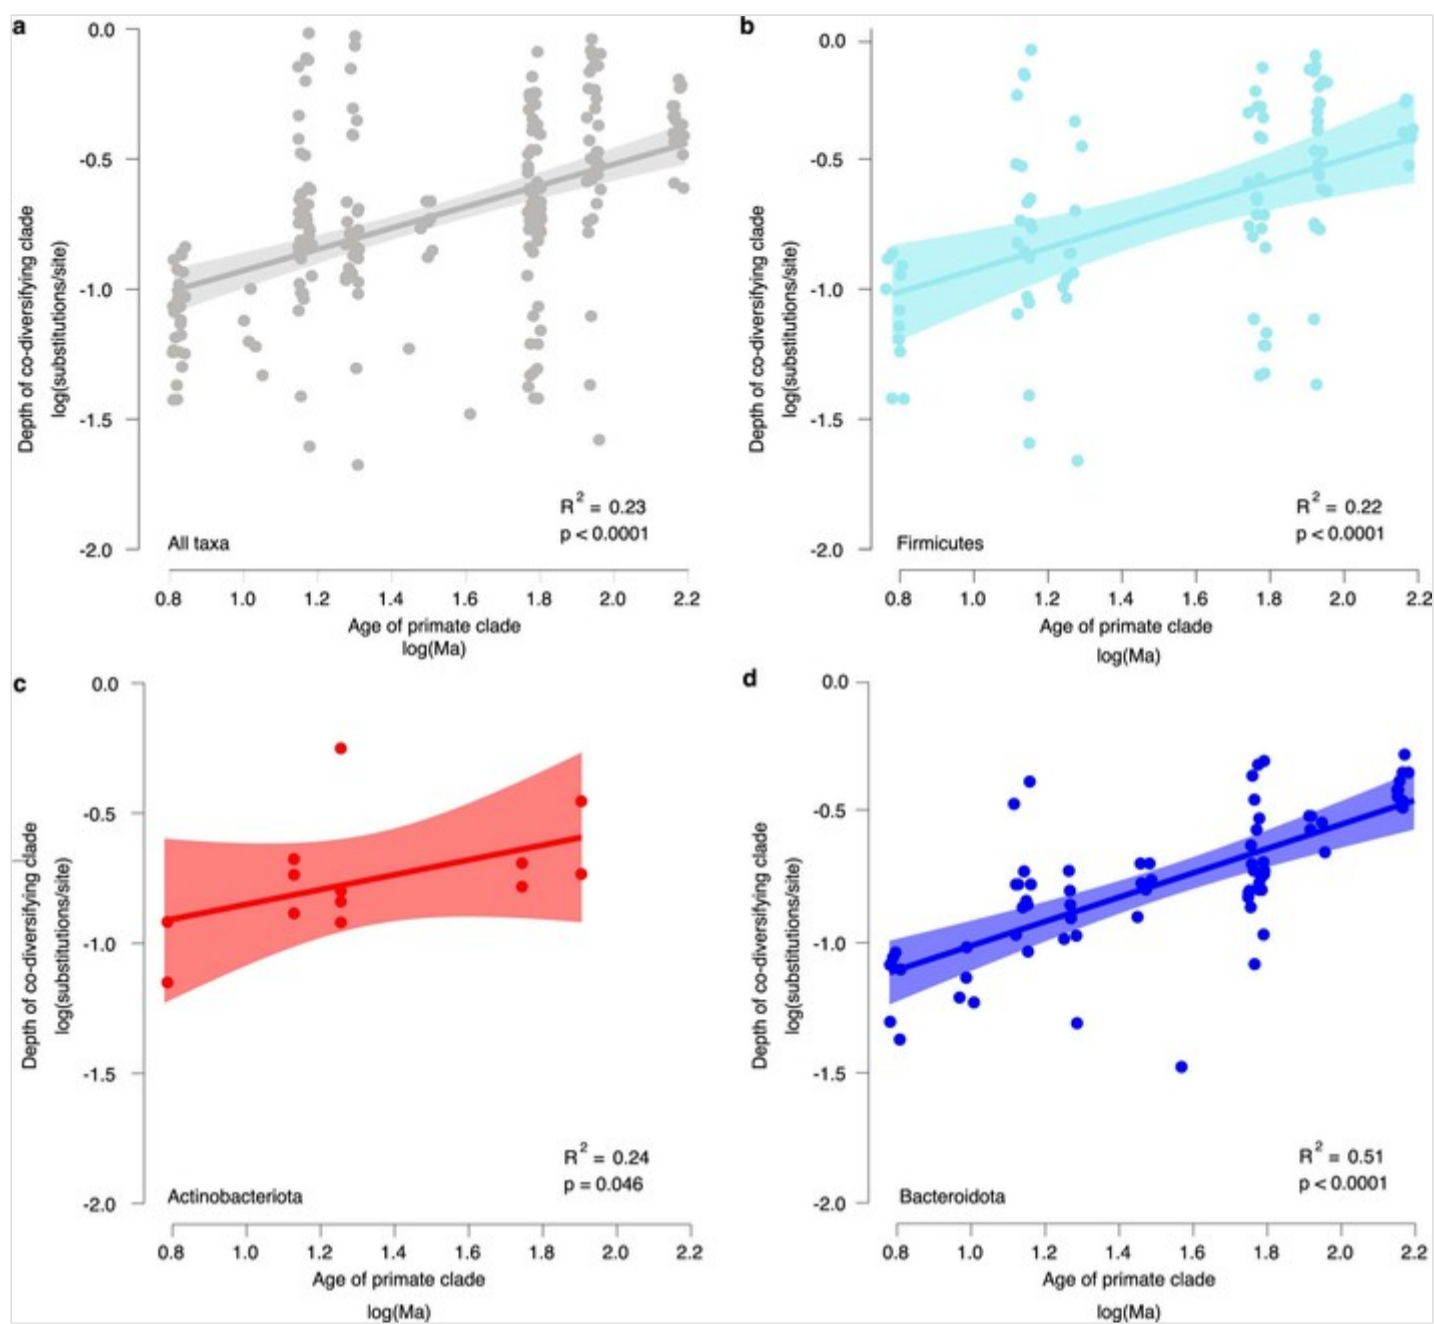 a
0.0
-0.5
-1.0
-1.5
-2.0
Depth of co-diversifying clade
log(substitutions/site)
R2 = 0.23
p < 0.0001
All taxa
0.8 1.0 1.2 1.4 1.6 1.8 2.0 2.2
Age of primate clade
log(Ma)
b
0.0
-0.5
-1.0
-1.5
-2.0
Depth of co-diversifying clade
log(substitutions/site)
R2 = 0.22
p < 0.0001
Firmicutes
0.8 1.0 1.2 1.4 1.6 1.8 2.0 2.2
Age of primate clade
log(Ma)
c
0.0
-0.5
-1.0
-1.5
-2.0
Depth of co-diversifying clade
log(substitutions/site)
R2 = 0.24
p = 0.046
Actinobacteriota
0.8 1.0 1.2 1.4 1.6 1.8 2.0 2.2
Age of primate clade
log(Ma)
d
0.0
-0.5
-1.0
-1.5
-2.0
Depth of co-diversifying clade
log(substitutions/site)
R2 = 0.51
p < 0.0001
Bacteroidota
0.8 1.0 1.2 1.4 1.6 1.8 2.0 2.2
Age of primate clade
log(Ma)